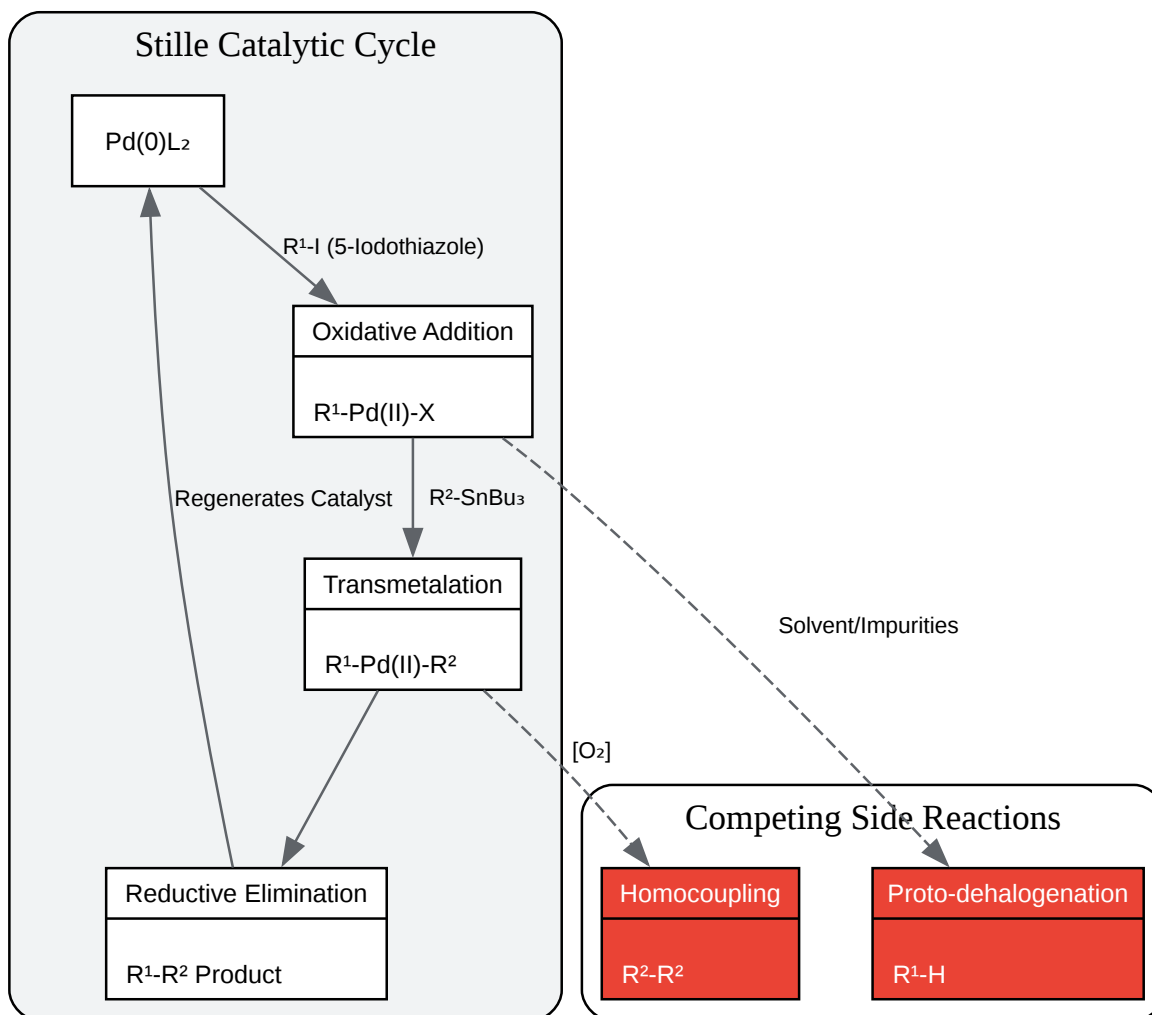 Stille Catalytic Cycle
Pd(0)L₂
R¹-I (5-Iodothiazole)
Oxidative Addition
R¹-Pd(II)-X
Regenerates Catalyst
R²-SnBu₃
Transmetalation
R¹-Pd(II)-R²
Solvent/Impurities
[O₂]
Competing Side Reactions
Reductive Elimination
R¹-R² Product
Homocoupling
R²-R²
Proto-dehalogenation
R¹-H